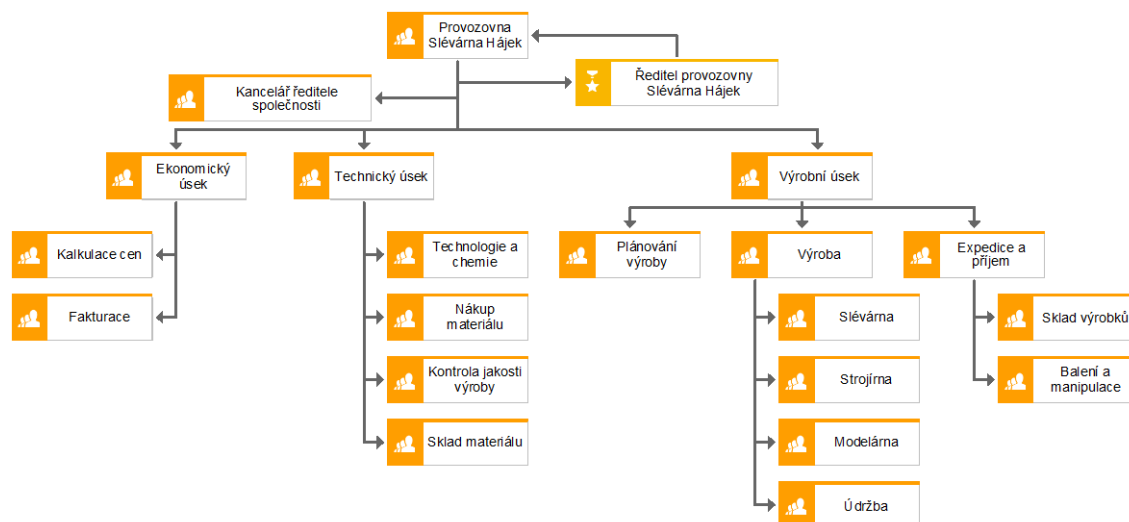 Provozovna
Slévárna Hájek
Ředitel provozovny
Slévárna Hájek
Kancelář ředitele
společnosti
Ekonomický
úsek
Technický úsek
Výrobní úsek
Kalkulace cen
Fakturace
Technologie a
chemie
Nákup
materiálu
Kontrola jakosti
výroby
Sklad materiálu
Plánování
výroby
Výroba
Expedice a
příjem
Slévárna
Strojírna
Modelárna
Údržba
Sklad výrobků
Balení a
manipulace